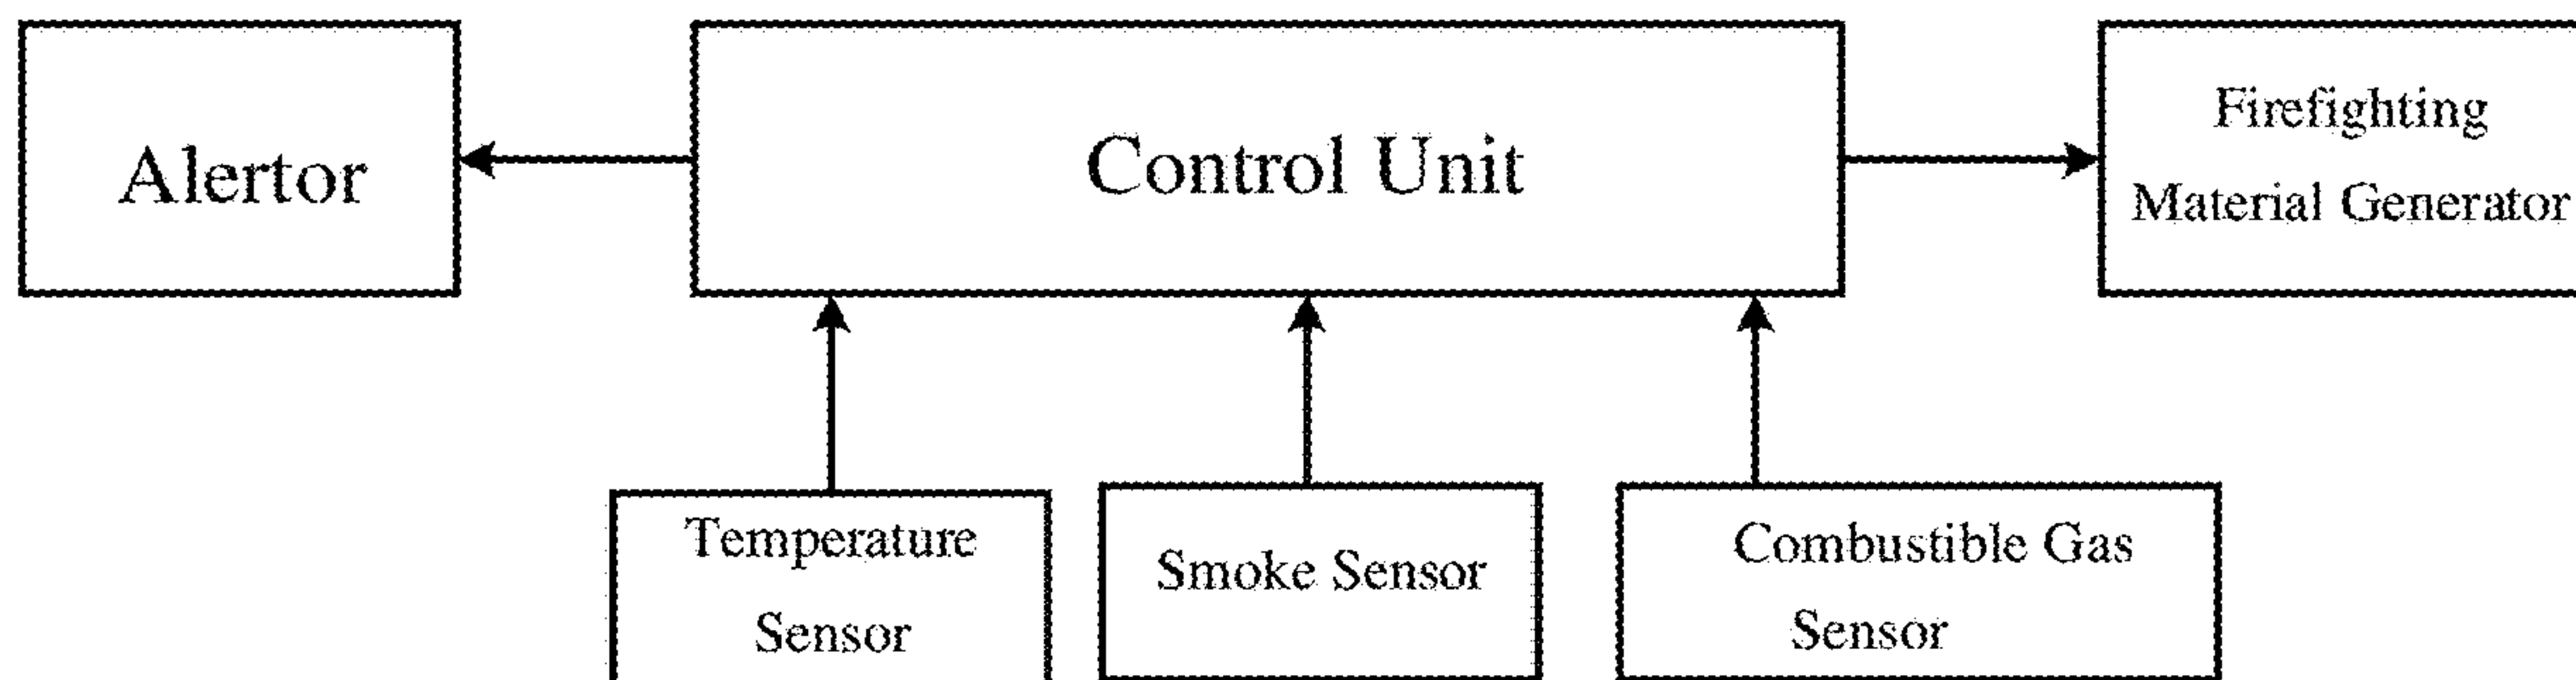 Alertor
Control Unit
Firefighting
Material Generator
Temperature
Sensor
Smoke Sensor
Combustible Gas
Sensor